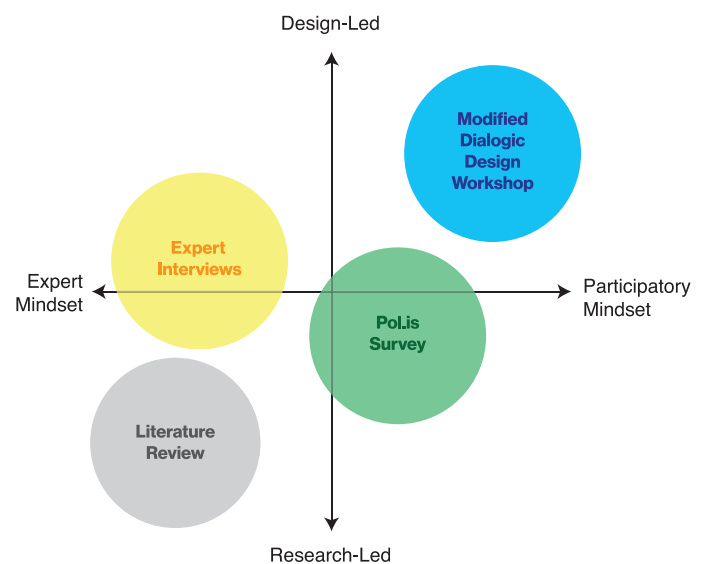 Design-Led
Modified
Dialogic
Design
Workshop
Expert
Interviews
Expert
Mindset
Participatory
Mindset
Pol.is
Survey
Literature
Review
Research-Led